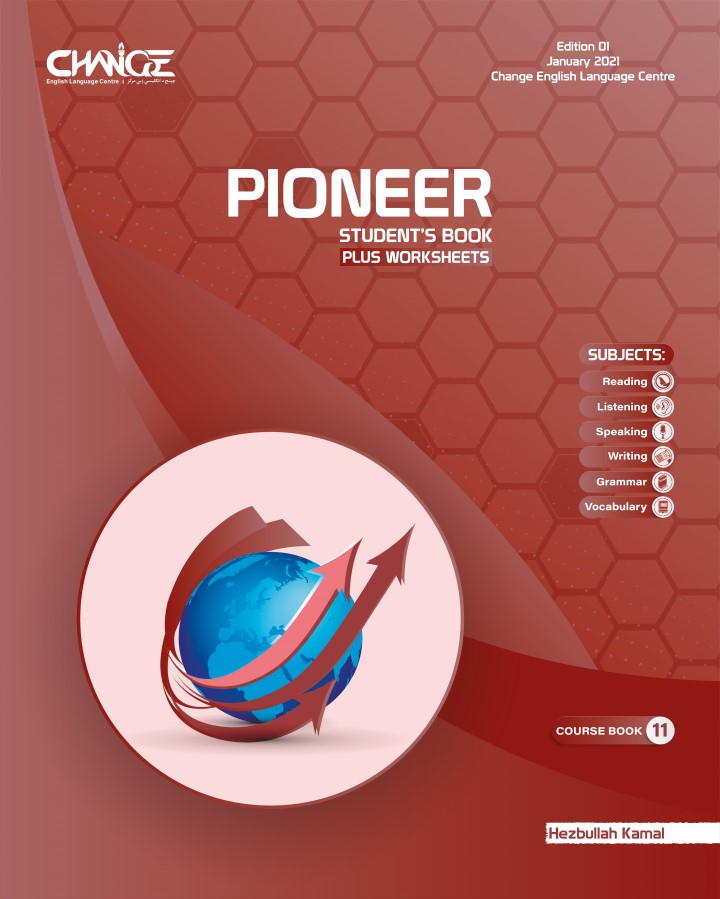 CHANGE
English Language Centre
Edition 01
January 2021
Change English Language Centre
PIONEER
STUDENT'S BOOK
PLUS WORKSHEETS
SUBJECTS:
Reading
Listening
Speaking
Writing
Grammar
Vocabulary
COURSE BOOK 11
Hezbullah Kamal